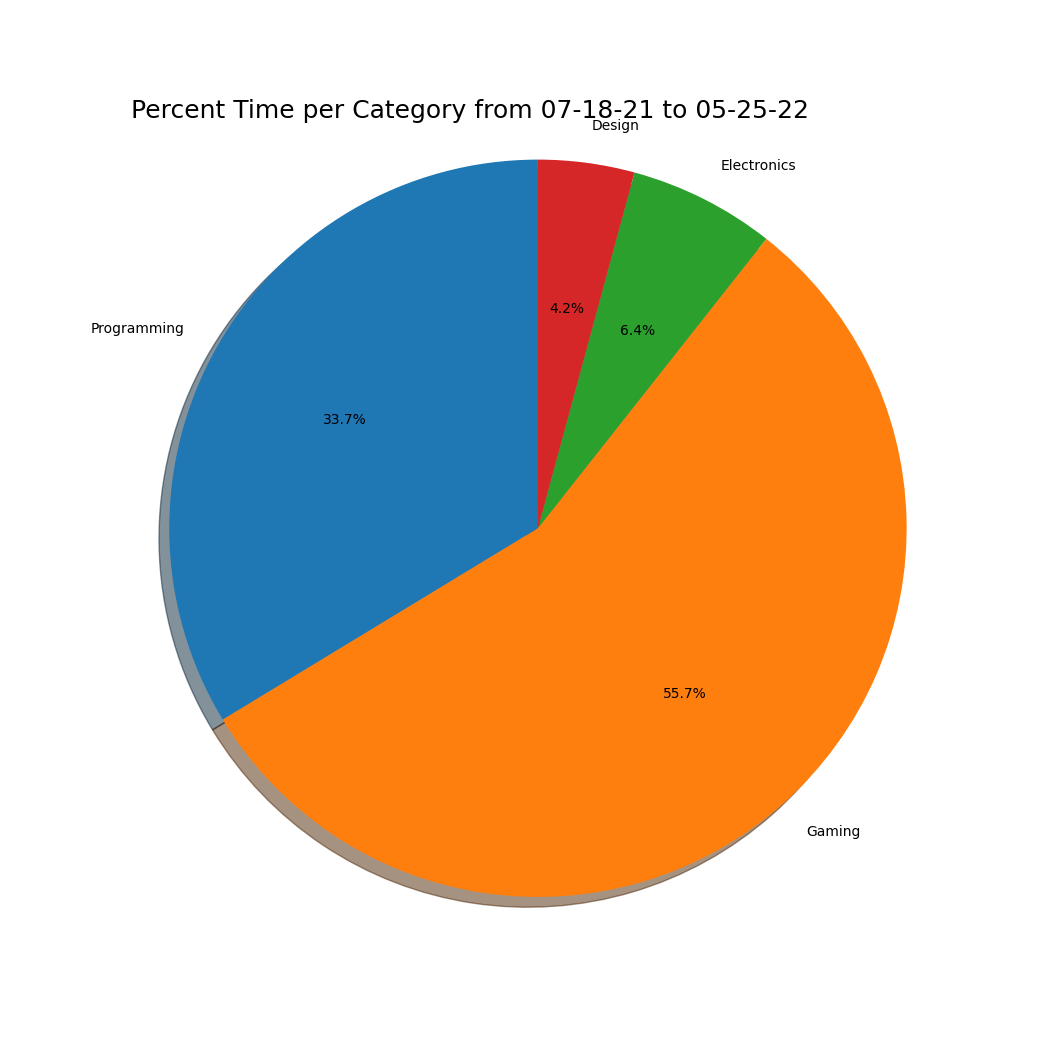 Percent Time per Category from 07-18-21 to 05-25-22
Design
Electronics
Programming
4.2%
6.4%
33.7%
55.7%
Gaming